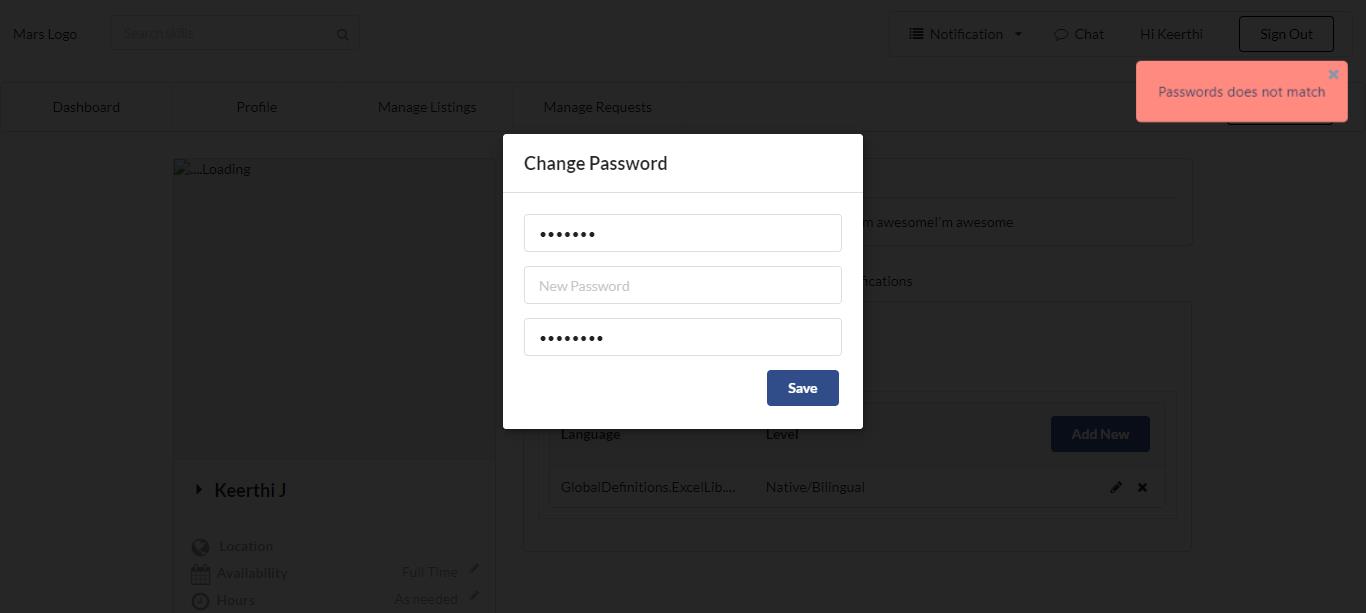 Mars Logo
Search skills
Notification
Chat
Hi Keerthi
Sign Out
Passwords does not match
Dashboard
Profile
Manage Listings
Manage Requests
....Loading
Change Password
•••••••
New Password
••••••••
Save
m awesomeI'm awesome
ications
Language
Level
Add New
GlobalDefinitions.ExcelLib....
Native/Bilingual
Keerthi J
Location
Availability
Full Time
Hours
As needed